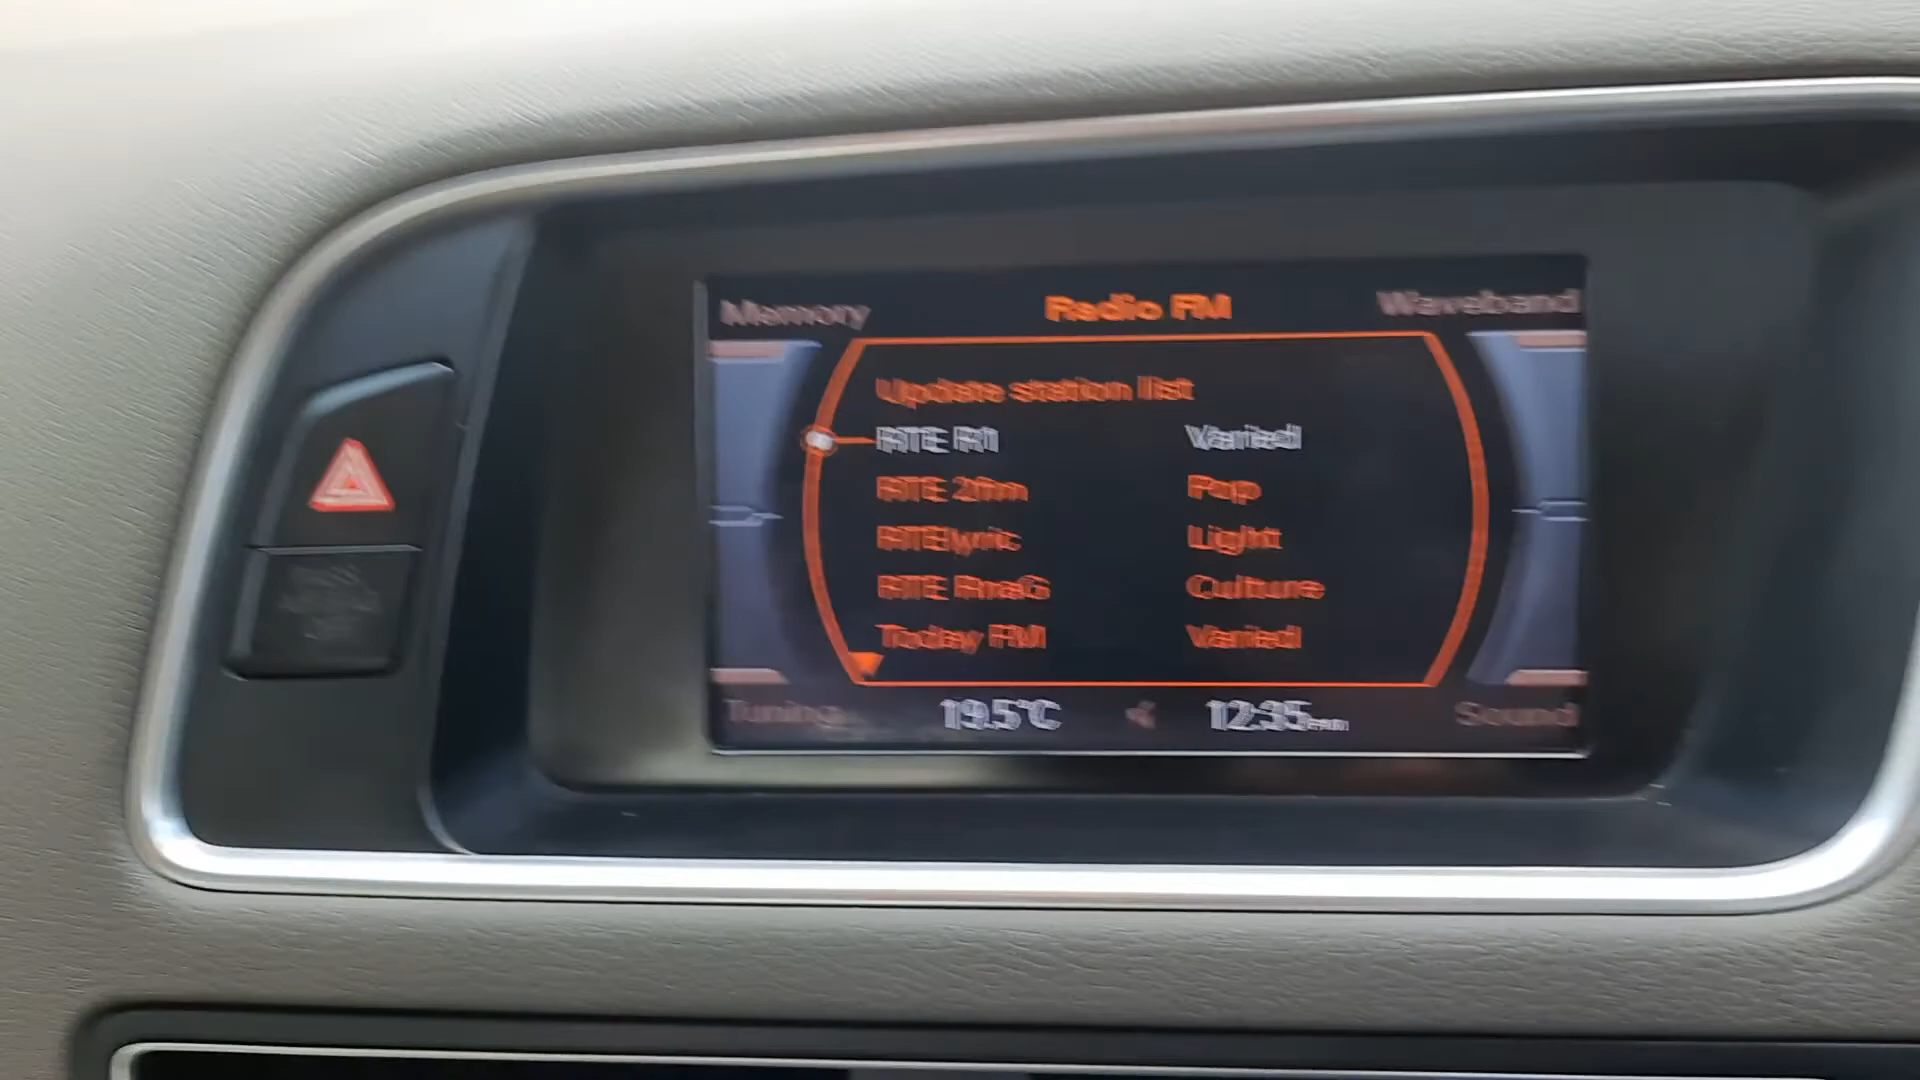 Memory Radio FM Waveband
Update station list
RTE R1 Varied
RTE 2fm Pop
RTElyric Light
RTE RnaG Culture
Today FM Varied
Tuning 19.5°C 12:35pm Sound